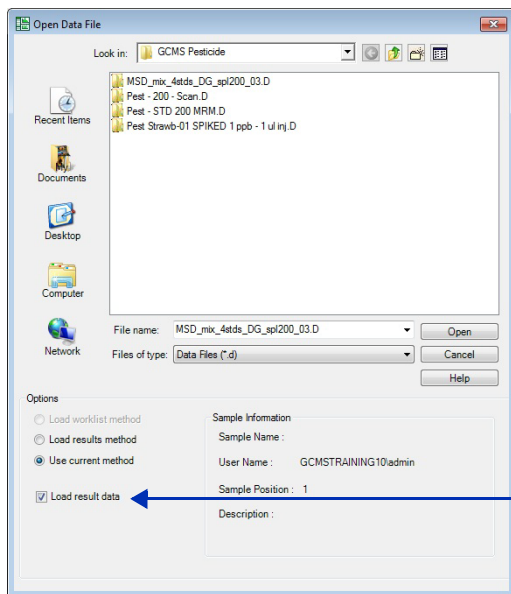 Open Data File
Look in: GCMS Pesticide
MSD_mix_4stds_DG_spl200_03.D
Pest - 200 - Scan.D
Pest - STD 200 MRM.D
Pest Strawb-01 SPIKED 1 ppb - 1 ul inj.D
Recent Items
Documents
Desktop
Computer
Network
File name: MSD_mix_4stds_DG_spl200_03.D Open
Files of type: Data Files (*.d) Cancel
Help
Options
Load worklist method
Load results method
Use current method
Load result data
Sample Information
Sample Name :
User Name : GCMSTRAINING10\admin
Sample Position : 1
Description :